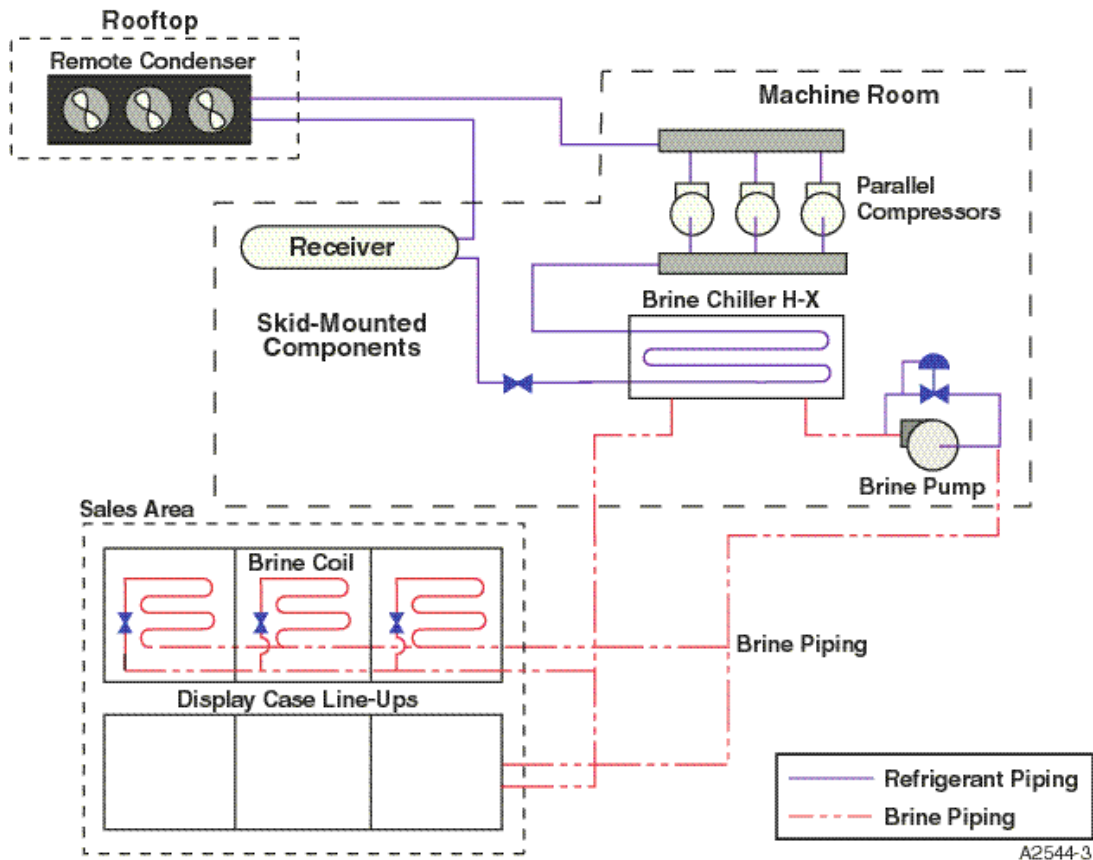 Rooftop
Remote Condenser
Machine Room
Parallel
Compressors
Receiver
Brine Chiller H-X
Skid-Mounted
Components
Brine Pump
Sales Area
Brine Coil
Brine Piping
Display Case Line-Ups
Refrigerant Piping
Brine Piping
A2544-3